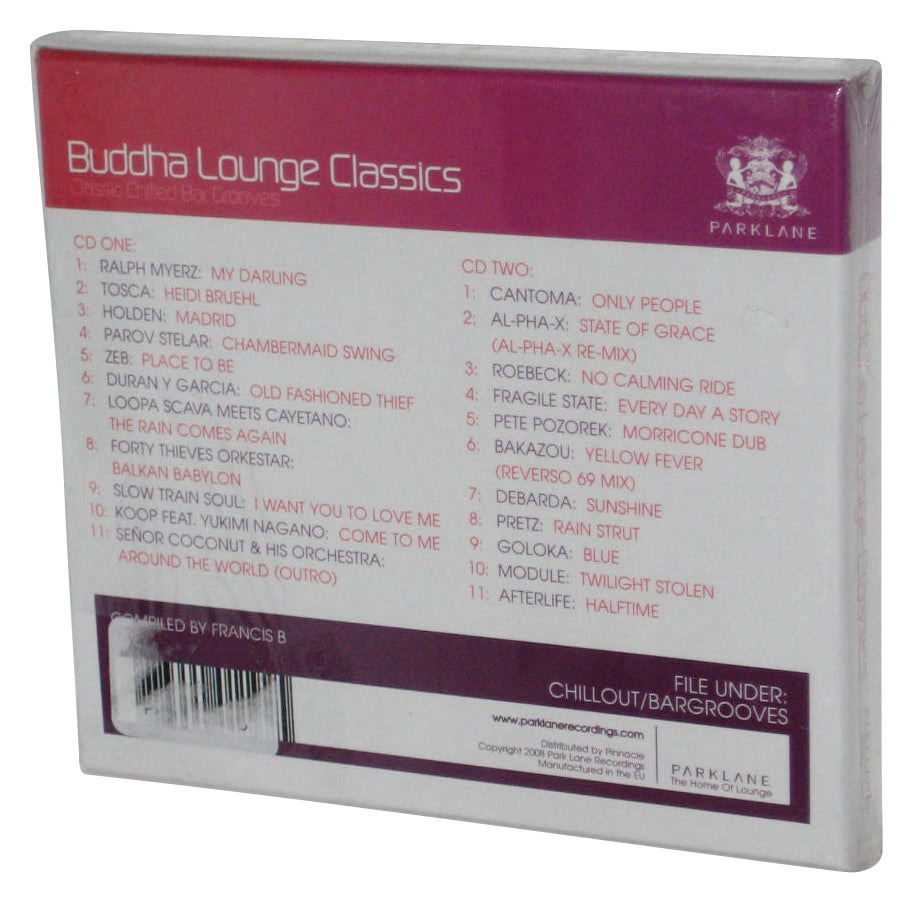 Buddha Lounge Classics
Classic Chilled Bar Grooves
PARKLANE
CD ONE:
1: RALPH MYERZ: MY DARLING
2: TOSCA: HEIDI BRUEHL
3: HOLDEN: MADRID
4: PAROV STELAR: CHAMBERMAID SWING
5: ZEB: PLACE TO BE
6: DURAN Y GARCIA: OLD FASHIONED THIEF
7: LOOPA SCAVA MEETS CAYETANO:
THE RAIN COMES AGAIN
8: FORTY THIEVES ORKESTAR:
BALKAN BABYLON
9: SLOW TRAIN SOUL: I WANT YOU TO LOVE ME
10: KOOP FEAT. YUKIMI NAGANO: COME TO ME
11: SEÑOR COCONUT & HIS ORCHESTRA:
AROUND THE WORLD (OUTRO)
CD TWO:
1: CANTOMA: ONLY PEOPLE
2: AL-PHA-X: STATE OF GRACE
(AL-PHA-X RE-MIX)
3: ROEBECK: NO CALMING RIDE
4: FRAGILE STATE: EVERY DAY A STORY
5: PETE POZOREK: MORRICONE DUB
6: BAKAZOU: YELLOW FEVER
(REVERSO 69 MIX)
7: DEBARDA: SUNSHINE
8: PRETZ: RAIN STRUT
9: GOLOKA: BLUE
10: MODULE: TWILIGHT STOLEN
11: AFTERLIFE: HALFTIME
COMPILED BY FRANCIS B
FILE UNDER:
CHILLOUT/BARGROOVES
www.parklanerecordings.com
Distributed by Pinnacle
Copyright 2008 Park Lane Recordings
Manufactured in the EU
PARKLANE
The Home Of Lounge